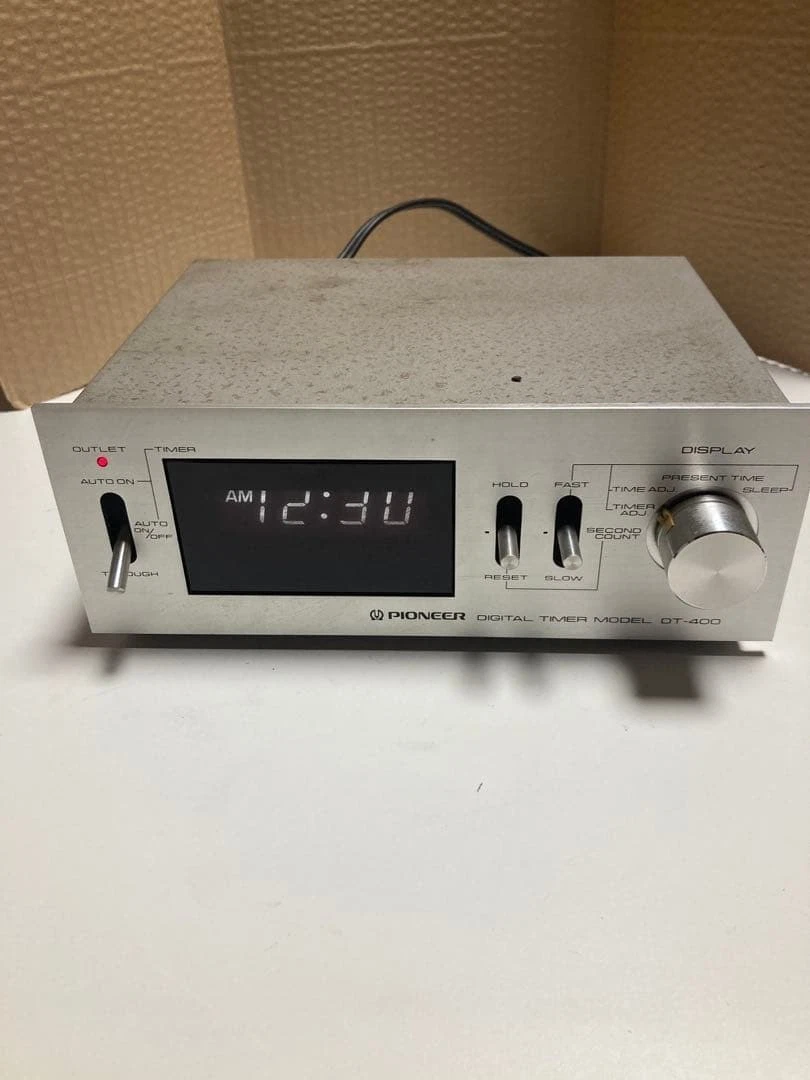 OUTLET
TIMER
AUTO ON
AUTO ON/OFF
THROUGH
AM 12:30
HOLD
RESET
FAST
SLOW
SECOND COUNT
DISPLAY
PRESENT TIME
TIME ADJ.
SLEEP
TIMER ADJ.
PIONEER DIGITAL TIMER MODEL DT-400